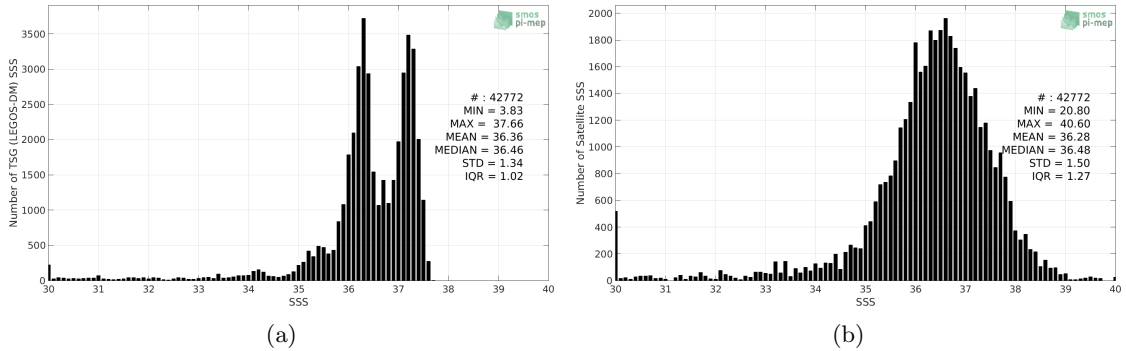 smos
pi-mep
Number of TSG (LEGOS-DM) SSS
3500
3000
2500
2000
1500
1000
500
0
# : 42772
MIN = 3.83
MAX = 37.66
MEAN = 36.36
MEDIAN = 36.46
STD = 1.34
IQR = 1.02
30 31 32 33 34 35 36 37 38 39 40
SSS
(a)
smos
pi-mep
Number of Satellite SSS
2000
1800
1600
1400
1200
1000
800
600
400
200
0
# : 42772
MIN = 20.80
MAX = 40.60
MEAN = 36.28
MEDIAN = 36.48
STD = 1.50
IQR = 1.27
30 31 32 33 34 35 36 37 38 39 40
SSS
(b)